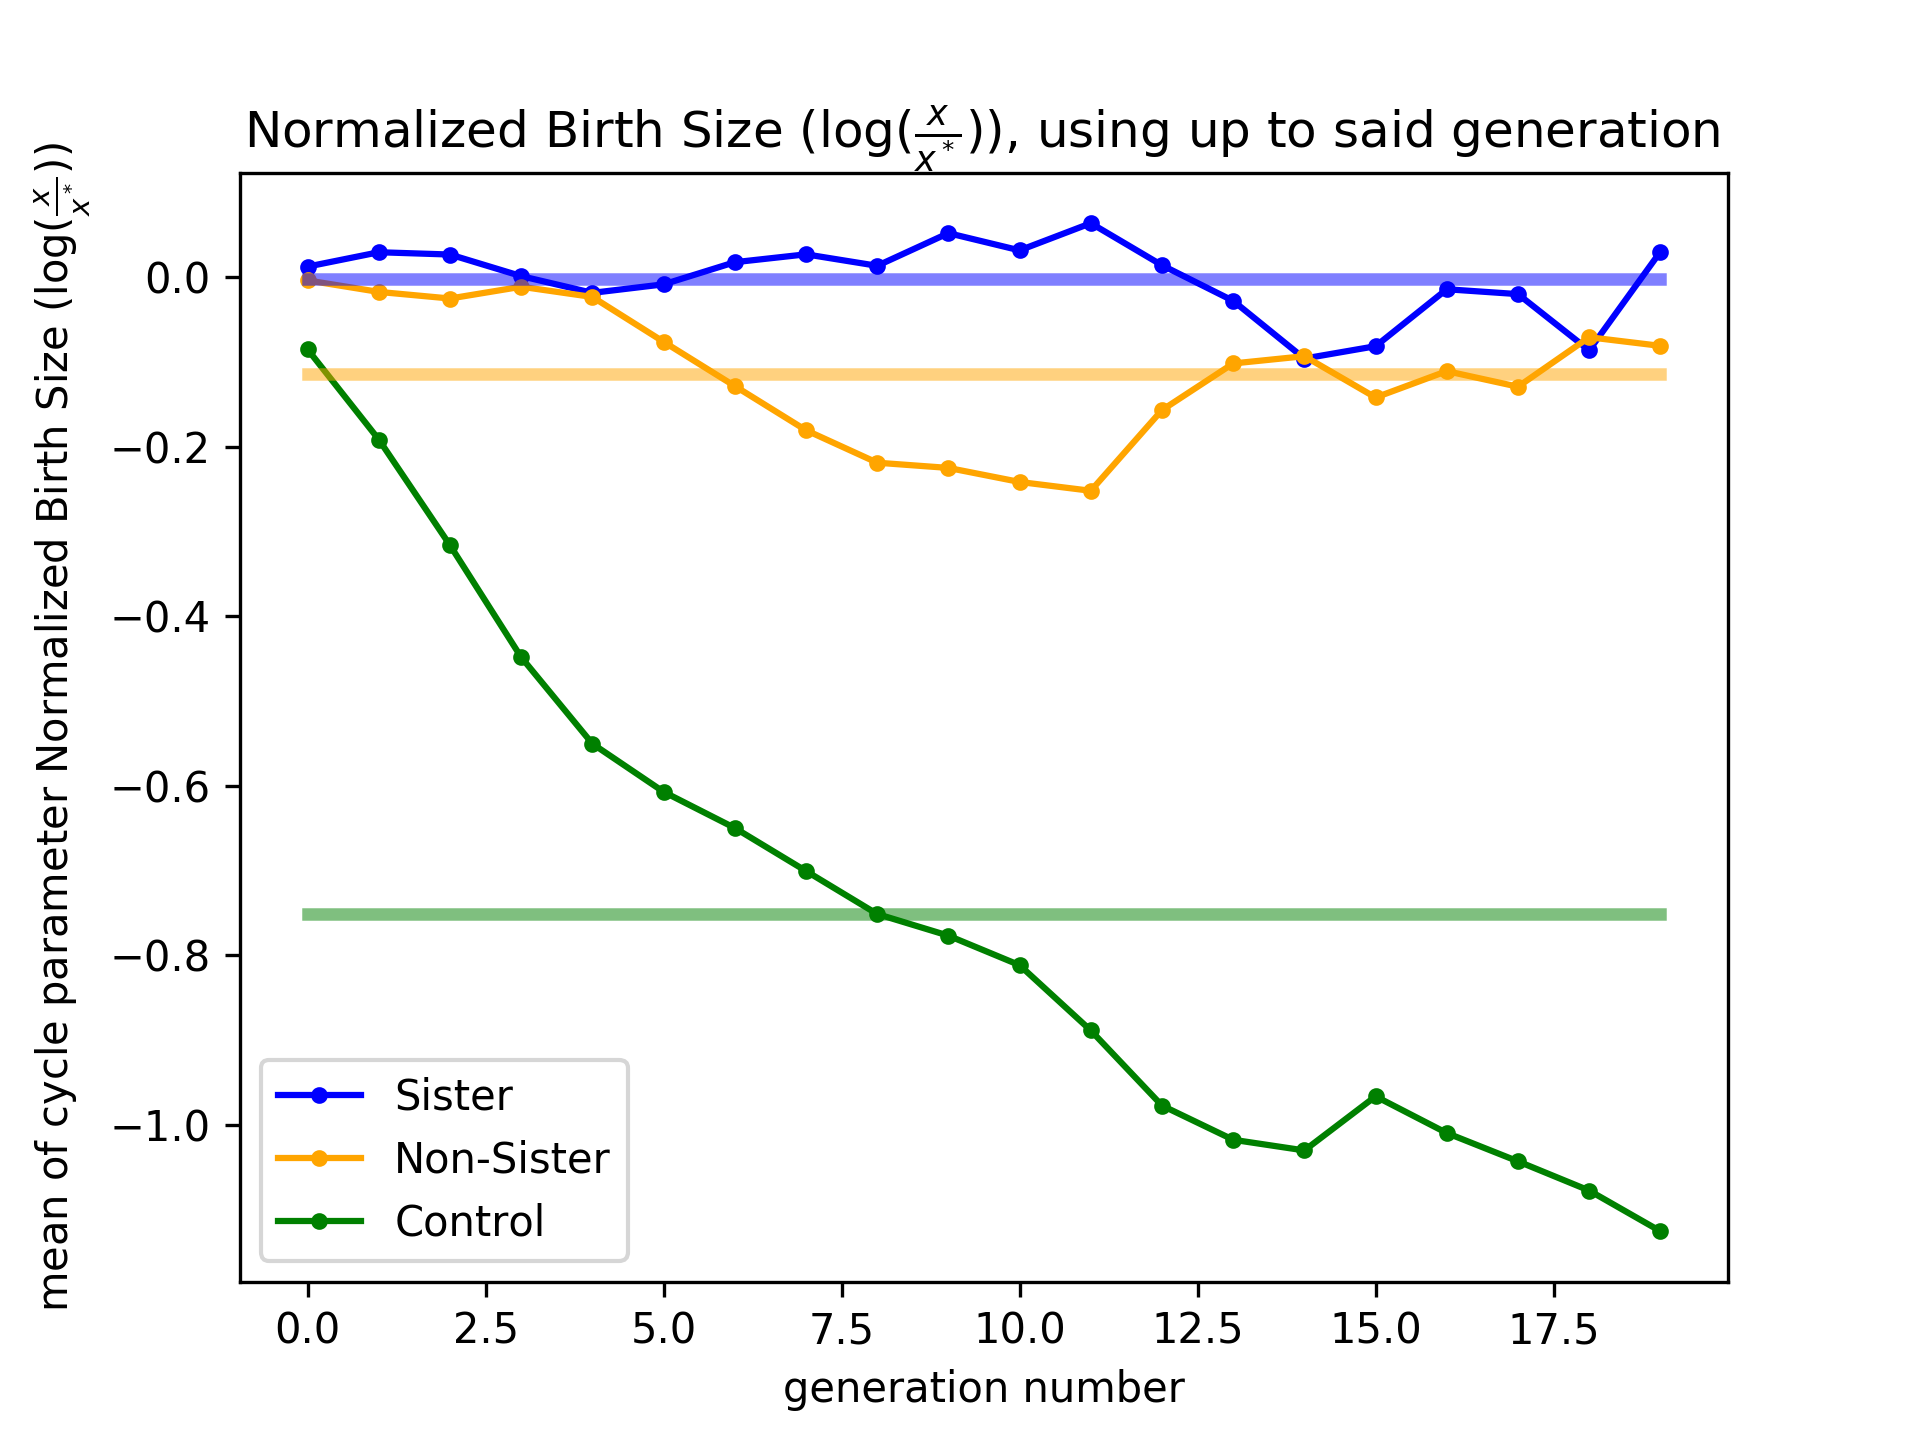 Normalized Birth Size (log(x/x*)), using up to said generation
mean of cycle parameter Normalized Birth Size (log(x/x*))
0.0
−0.2
−0.4
−0.6
−0.8
−1.0
Sister
Non-Sister
Control
0.0 2.5 5.0 7.5 10.0 12.5 15.0 17.5
generation number